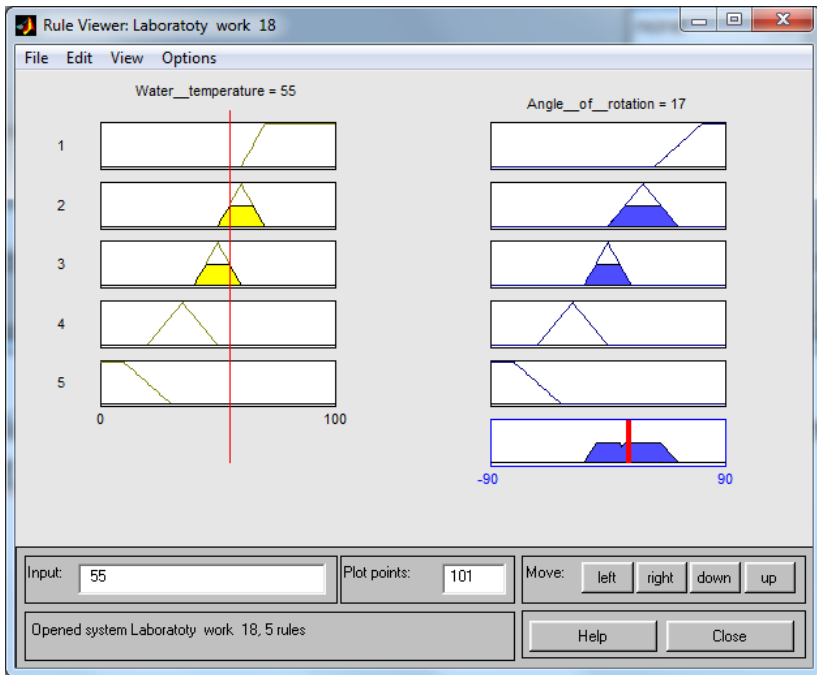 Rule Viewer: Laboratoty work 18
File Edit View Options
Water__temperature = 55
Angle__of__rotation = 17
1
2
3
4
5
0 100
-90 90
Input: 55
Plot points: 101
Move: left right down up
Opened system Laboratoty work 18, 5 rules
Help Close